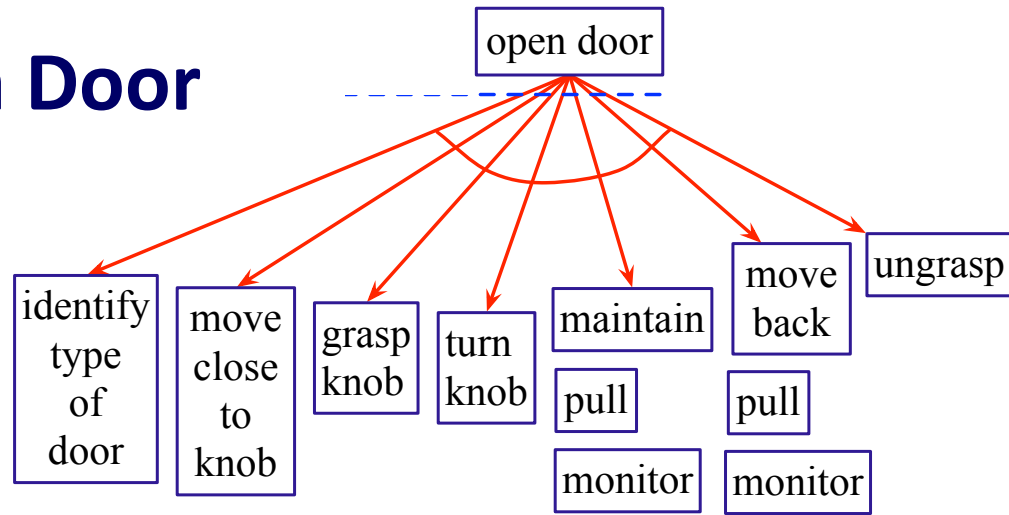 Door
open door
identify
type
of
door
move
close
to
knob
grasp
knob
turn
knob
maintain
pull
monitor
move
back
pull
monitor
ungrasp